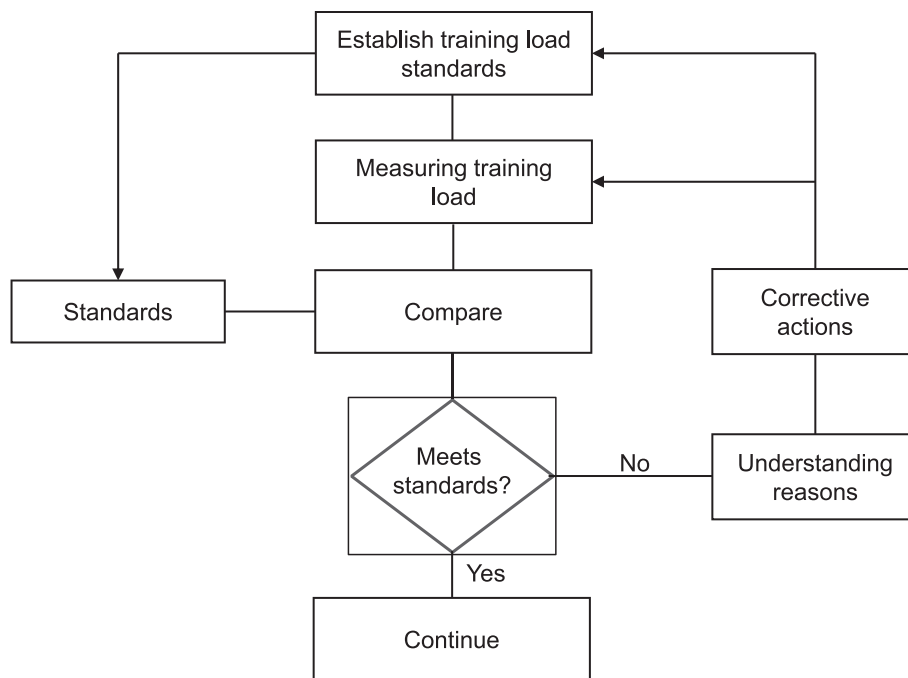 Establish training load
standards
Measuring training
load
Standards
Compare
Corrective
actions
Meets
standards?
No
Understanding
reasons
Yes
Continue